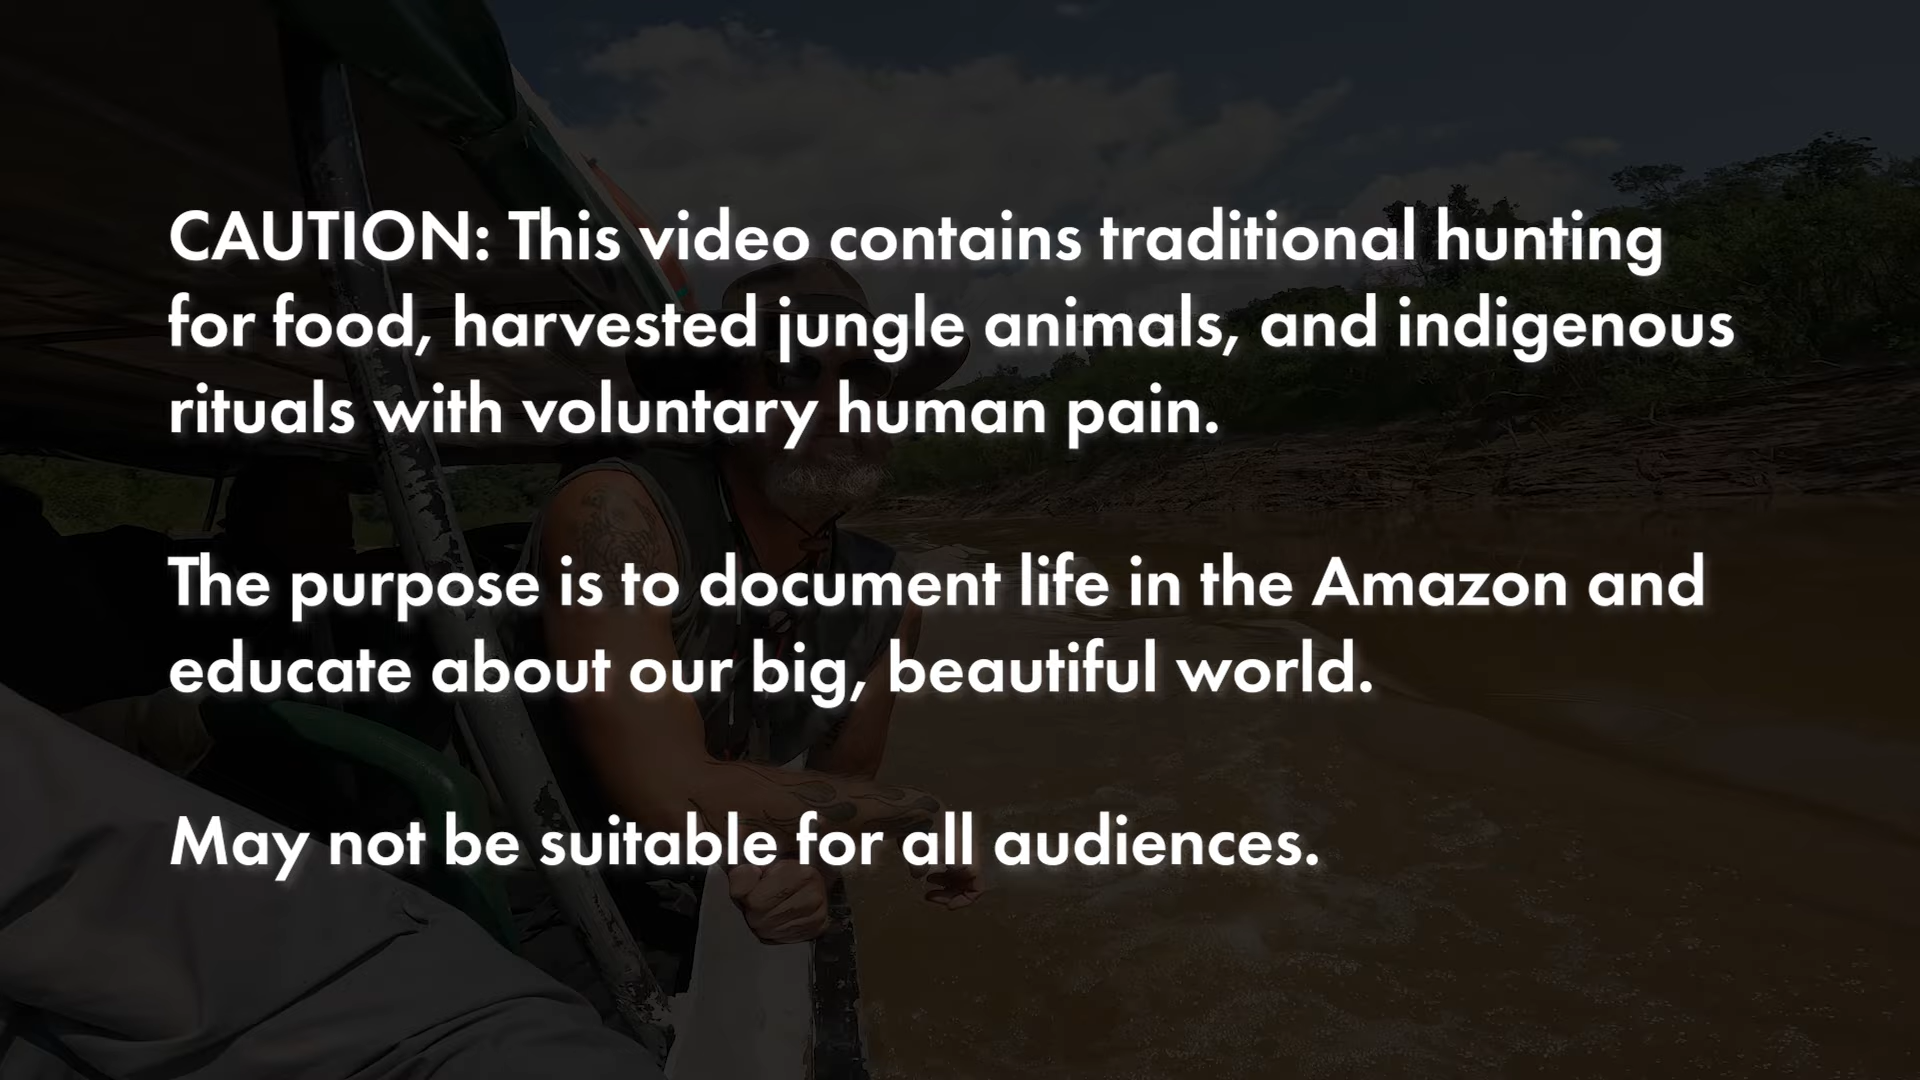 CAUTION: This video contains traditional hunting
for food, harvested jungle animals, and indigenous
rituals with voluntary human pain.
The purpose is to document life in the Amazon and
educate about our big, beautiful world.
May not be suitable for all audiences.